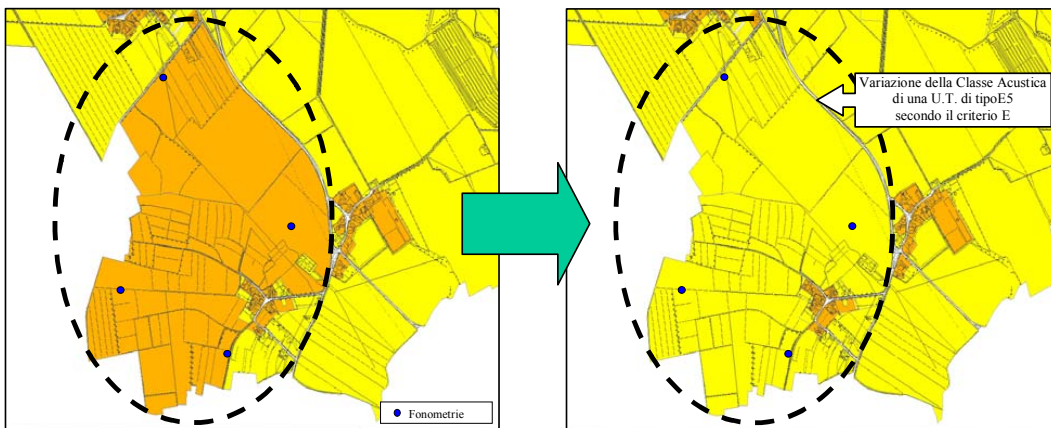 Variazione della Classe Acustica
di una U.T. di tipoE5
secondo il criterio E
Fonometrie